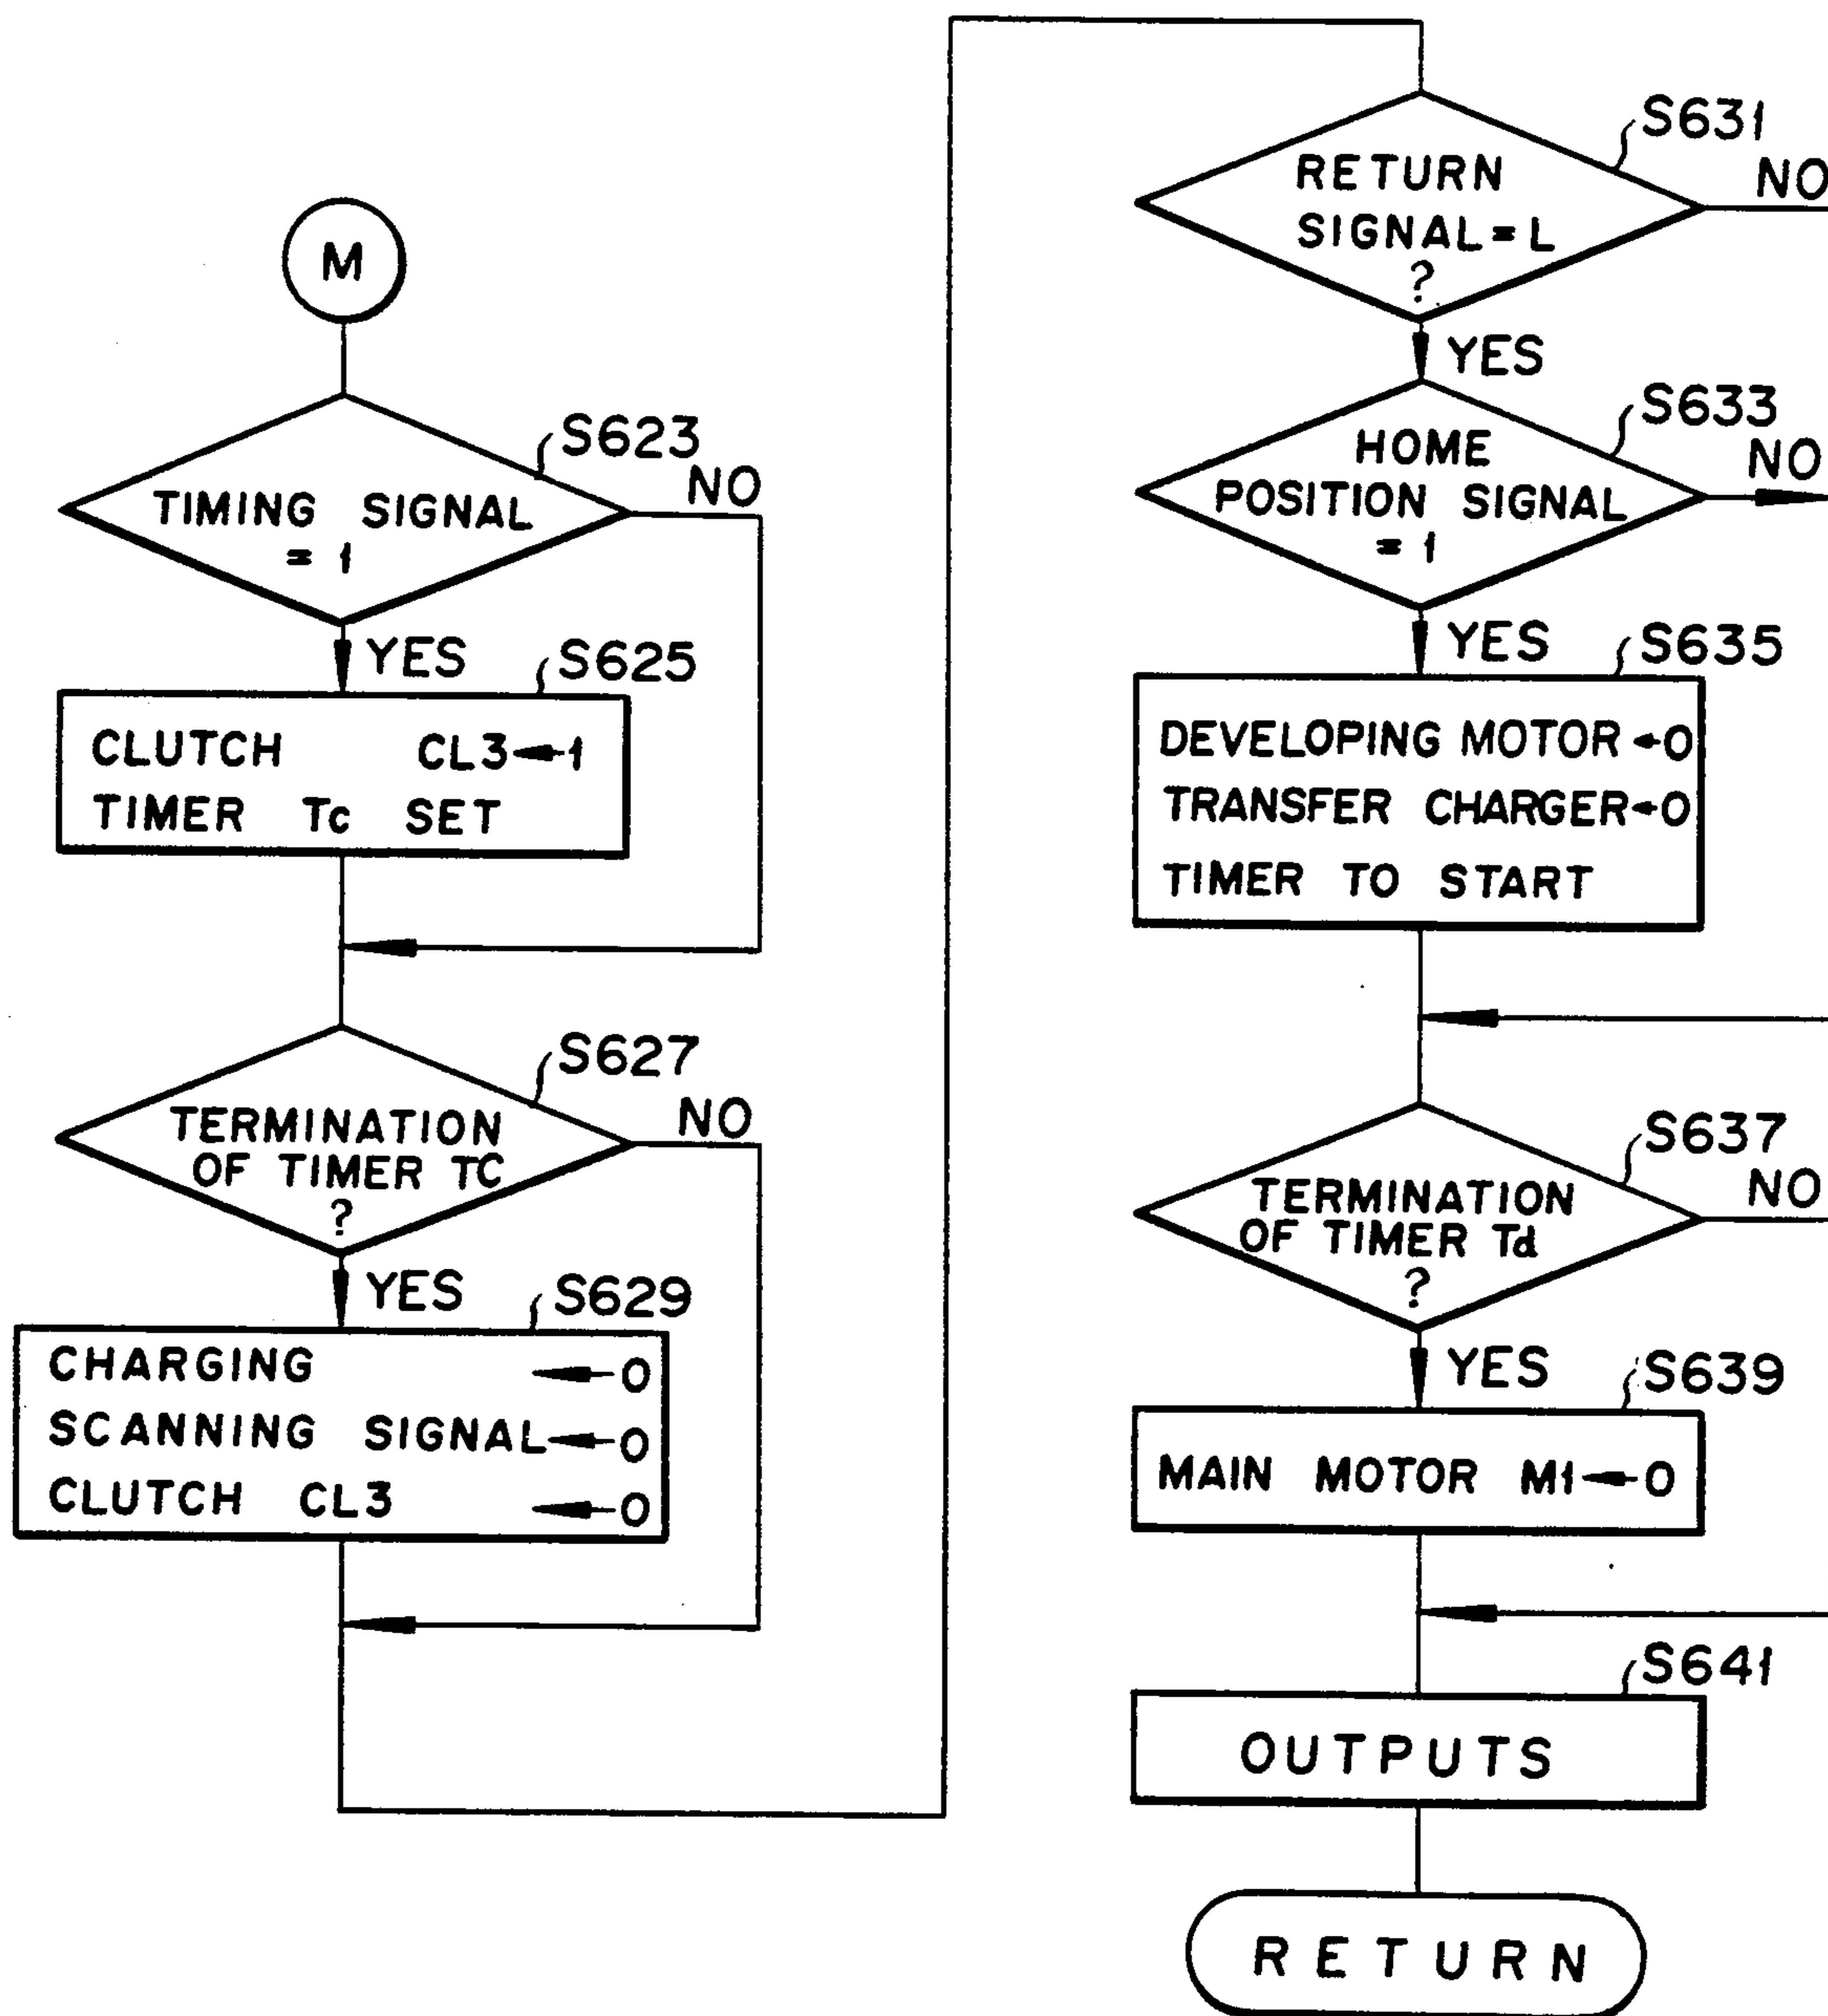 M
S623
TIMING SIGNAL
= 1
NO
YES
S625
CLUTCH CL3←1
TIMER Tc SET
S627
TERMINATION
OF TIMER TC
?
NO
YES
S629
CHARGING ←0
SCANNING SIGNAL←0
CLUTCH CL3 ←0
S631
RETURN
SIGNAL=L
?
NO
YES
S633
HOME
POSITION SIGNAL
= 1
NO
YES
S635
DEVELOPING MOTOR←0
TRANSFER CHARGER←0
TIMER TO START
S637
TERMINATION
OF TIMER Td
?
NO
YES
S639
MAIN MOTOR M1←0
S641
OUTPUTS
RETURN